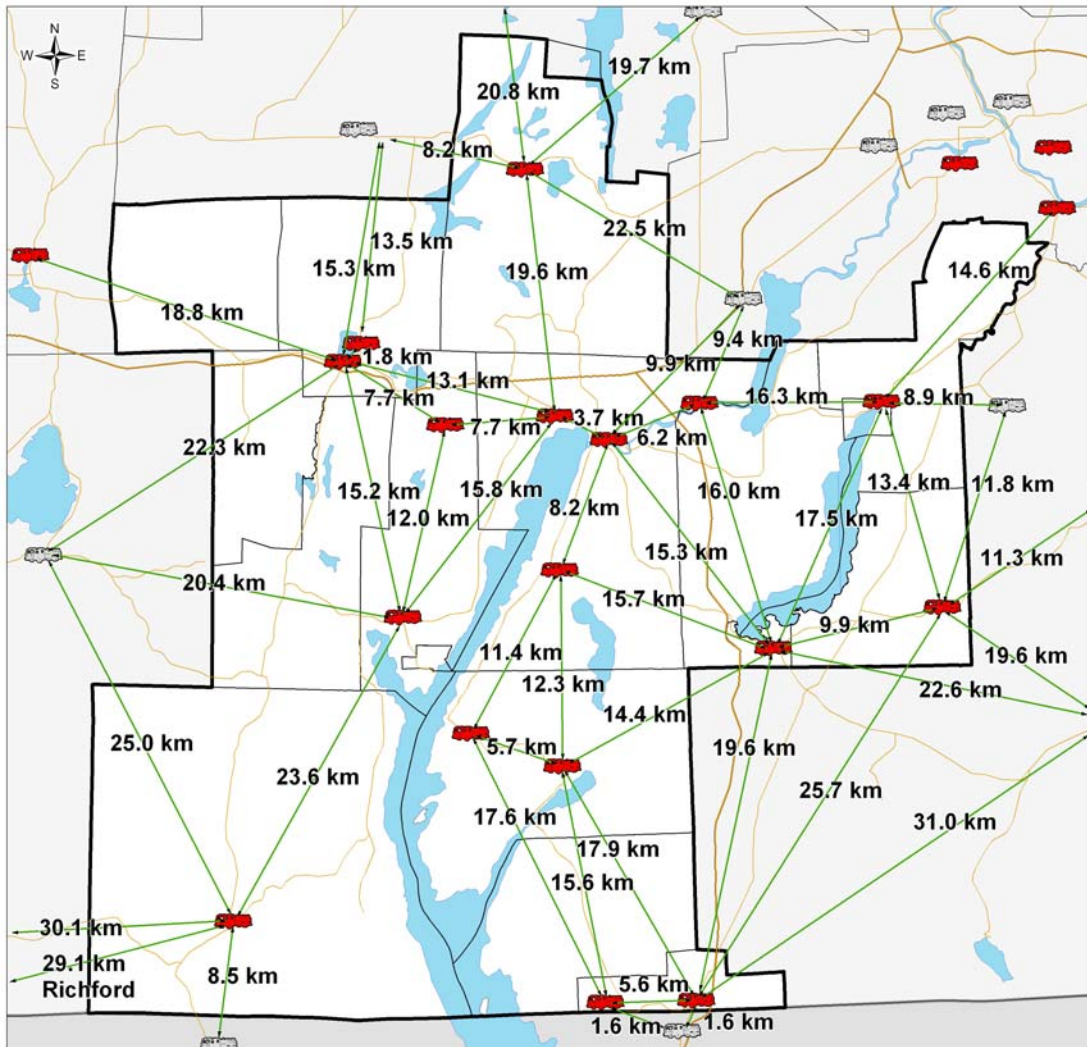 N
W E
S
19.7 km
20.8 km
8.2 km
22.5 km
13.5 km
15.3 km
19.6 km
14.6 km
18.8 km
9.4 km
1.8 km
9.9 km
13.1 km
7.7 km
16.3 km
8.9 km
3.7 km
7.7 km
6.2 km
22.3 km
15.2 km
15.8 km
16.0 km
13.4 km
11.8 km
8.2 km
12.0 km
17.5 km
15.3 km
11.3 km
20.4 km
15.7 km
9.9 km
11.4 km
19.6 km
12.3 km
22.6 km
14.4 km
25.0 km
5.7 km
19.6 km
23.6 km
25.7 km
17.6 km
31.0 km
17.9 km
15.6 km
30.1 km
29.1 km
Richford
8.5 km
5.6 km
1.6 km
1.6 km